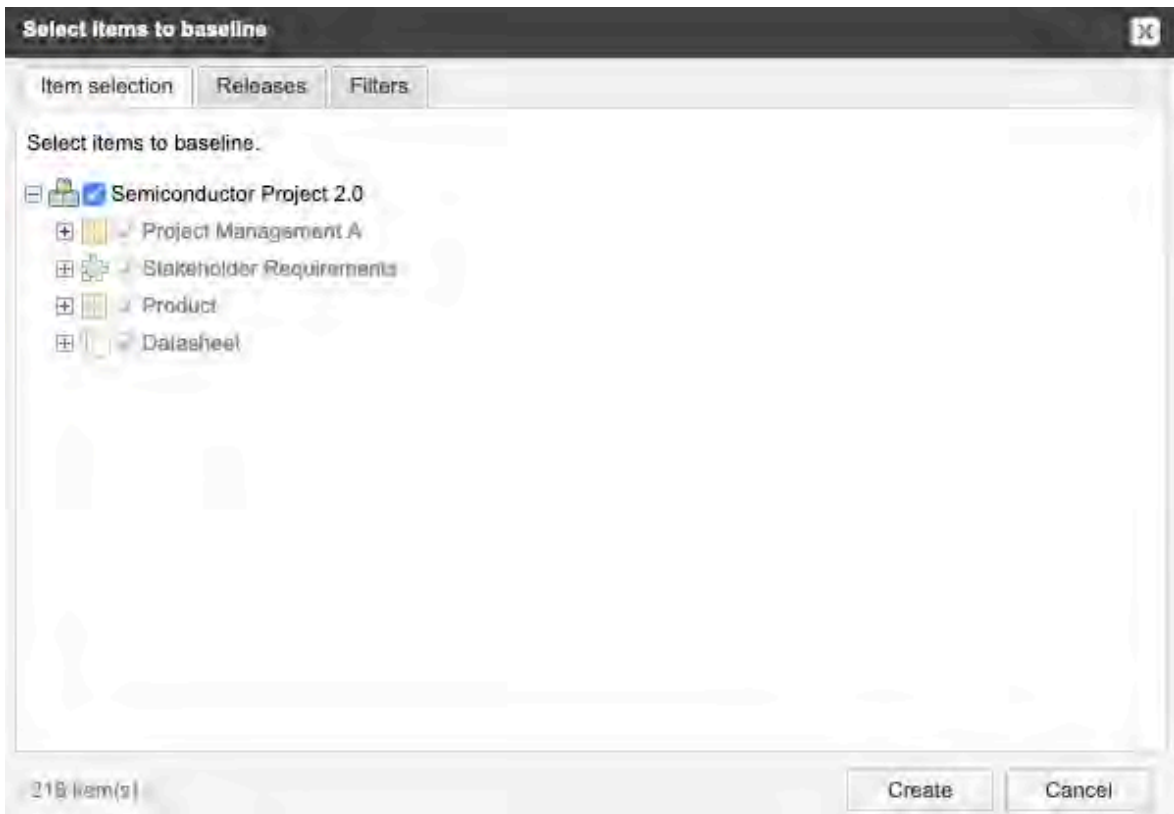 Select items to baseline
Item selection Releases Filters
Select items to baseline.
Semiconductor Project 2.0
Project Management A
Stakeholder Requirements
Product
Datasheet
item(s)
Create Cancel